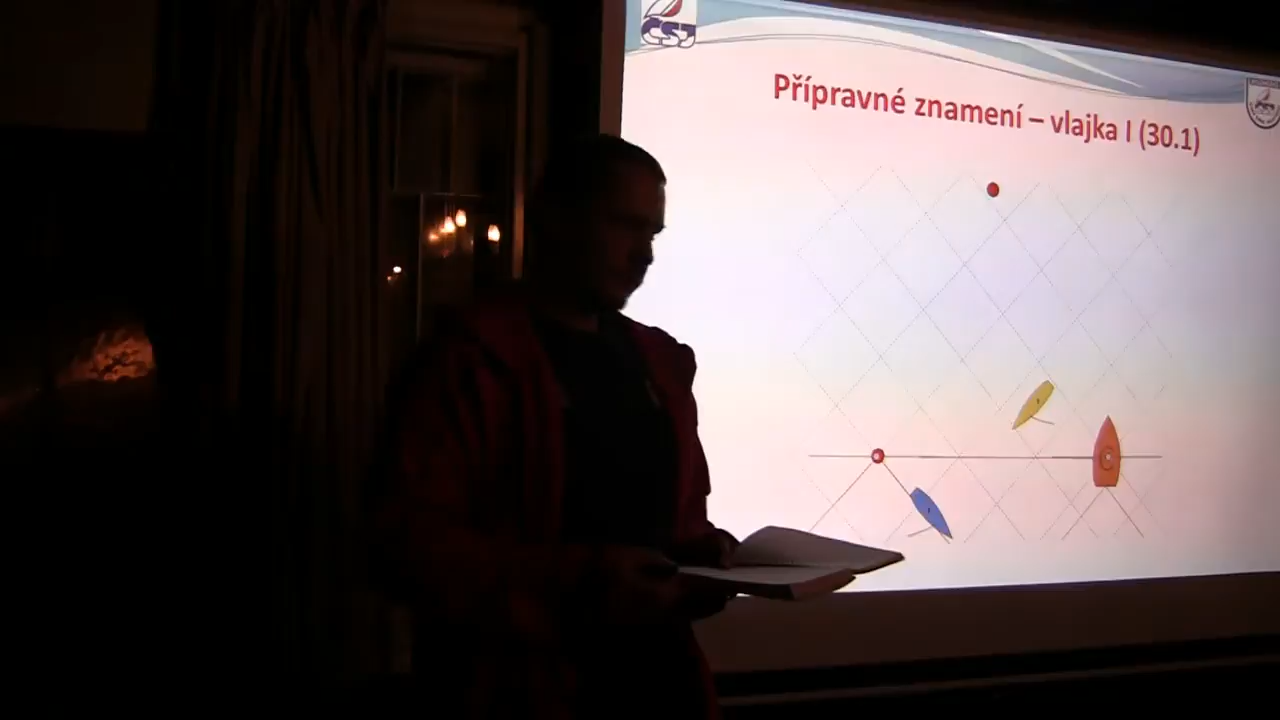 Přípravné znamení – vlajka I (30.1)